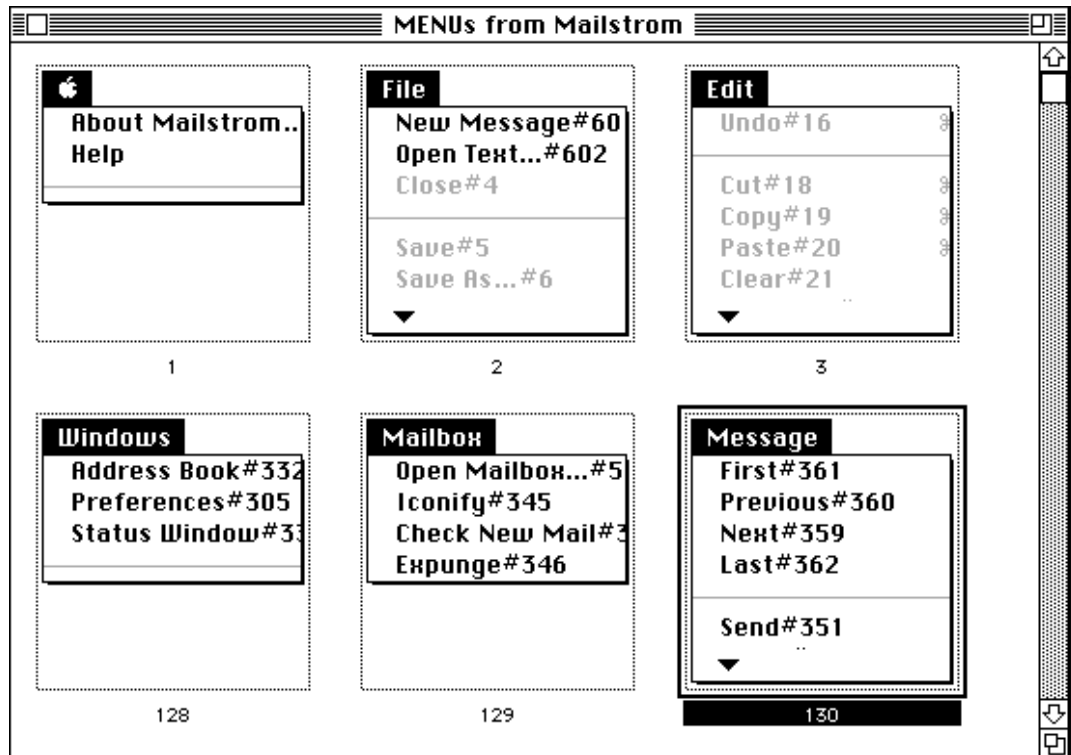 MENUs from Mailstrom
File
Edit
About Mailstrom..
Help
New Message#60
Open Text...#602
Close#4
Save#5
Save As...#6
Undo#16
Cut#18
Copy#19
Paste#20
Clear#21
1
2
3
Windows
Mailbox
Message
Address Book#332
Preferences#305
Status Window#33
Open Mailbox...#5
Iconify#345
Check New Mail#3
Expunge#346
First#361
Previous#360
Next#359
Last#362
Send#351
128
129
130